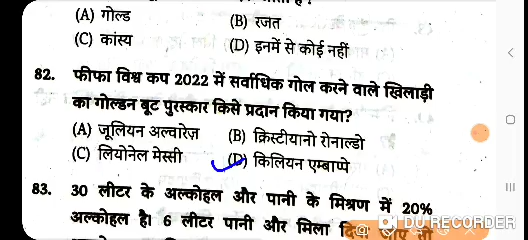 (A) गोल्ड (B) रजत
(C) कांस्य (D) इनमें से कोई नहीं
82. फीफा विश्व कप 2022 में सर्वाधिक गोल करने वाले खिलाड़ी
का गोल्डन बूट पुरस्कार किसे प्रदान किया गया?
(A) जूलियन अल्वारेज़ (B) क्रिस्टीयानो रोनाल्डो
(C) लियोनेल मेस्सी (D) किलियन एम्बाप्पे
83. 30 लीटर के अल्कोहल और पानी के मिश्रण में 20%
अल्कोहल है। 6 लीटर पानी और मिला
DU RECORDER